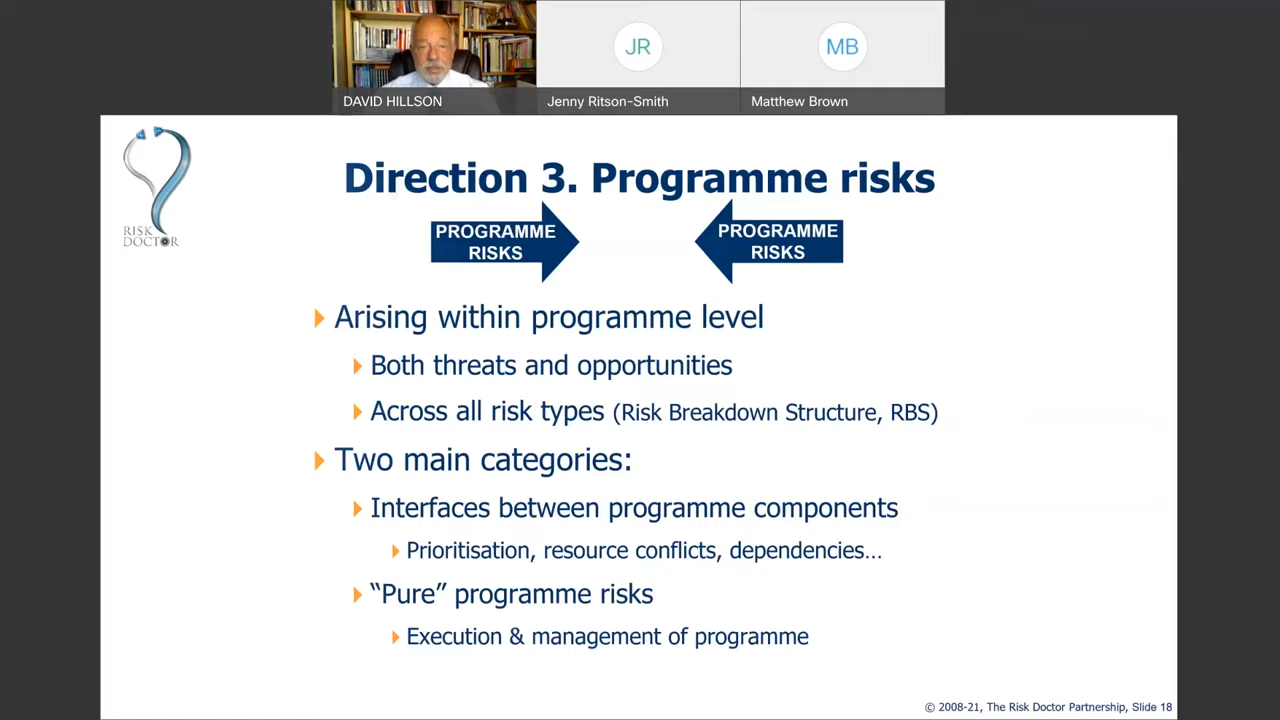 DAVID HILLSON
JR
Jenny Ritson-Smith
MB
Matthew Brown
RISK
DOCTOR
Direction 3. Programme risks
PROGRAMME
RISKS
PROGRAMME
RISKS
Arising within programme level
Both threats and opportunities
Across all risk types (Risk Breakdown Structure, RBS)
Two main categories:
Interfaces between programme components
Prioritisation, resource conflicts, dependencies…
“Pure” programme risks
Execution & management of programme
© 2008-21, The Risk Doctor Partnership, Slide 18